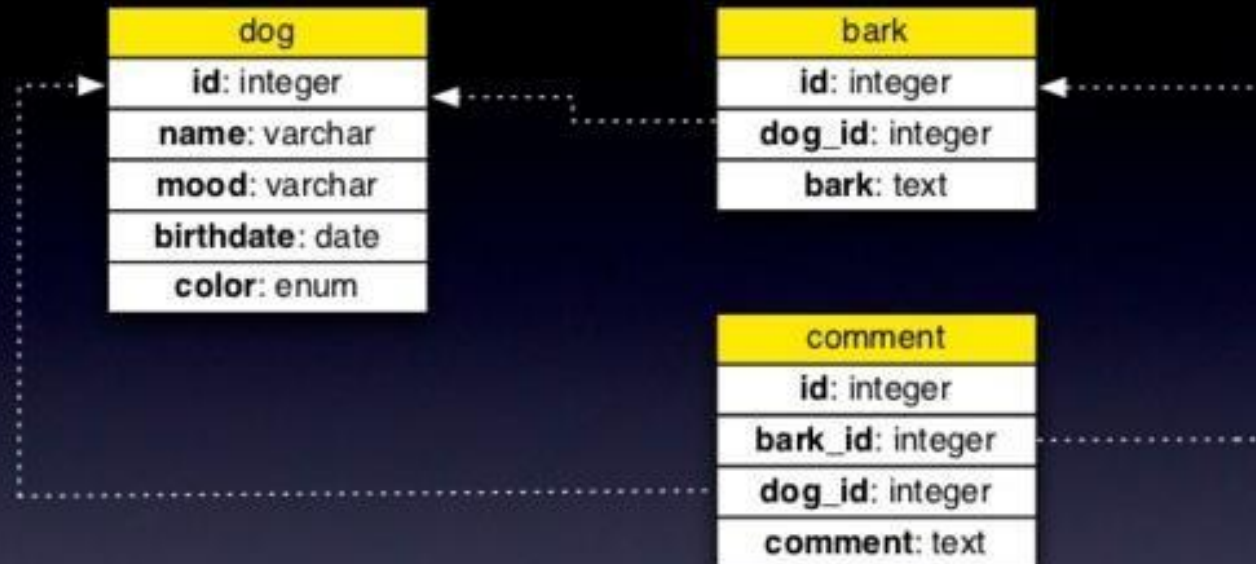 dog
id: integer
name: varchar
mood: varchar
birthdate: date
color: enum
bark
id: integer
dog_id: integer
bark: text
comment
id: integer
bark_id: integer
dog_id: integer
comment: text